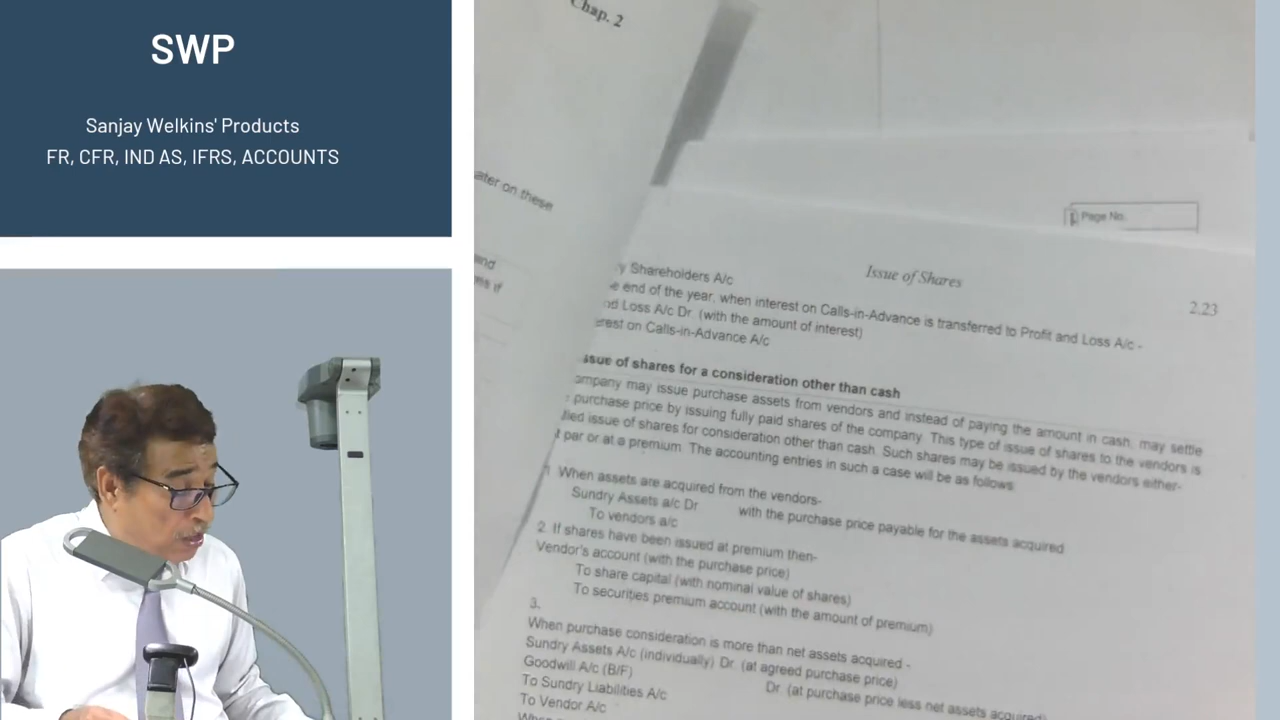 SWP
Sanjay Welkins' Products
FR, CFR, IND AS, IFRS, ACCOUNTS
Chap. 2
ater on these
Page No.
Issue of Shares
2.23
y Shareholders A/c
e end of the year, when interest on Calls-in-Advance is transferred to Profit and Loss A/c -
nd Loss A/c Dr. (with the amount of interest)
erest on Calls-in-Advance A/c
ssue of shares for a consideration other than cash
ompany may issue purchase assets from vendors and instead of paying the amount in cash, may settle
purchase price by issuing fully paid shares of the company. This type of issue of shares to the vendors is
lled issue of shares for consideration other than cash. Such shares may be issued by the vendors either-
t par or at a premium. The accounting entries in such a case will be as follows:
1. When assets are acquired from the vendors-
Sundry Assets a/c Dr with the purchase price payable for the assets acquired
To vendors a/c
2. If shares have been issued at premium then-
Vendor's account (with the purchase price)
To share capital (with nominal value of shares)
To securities premium account (with the amount of premium)
3.
When purchase consideration is more than net assets acquired -
Sundry Assets A/c (individually) Dr. (at agreed purchase price)
Goodwill A/c (B/F) Dr. (at purchase price less net assets acquired)
To Sundry Liabilities A/c
To Vendor A/c